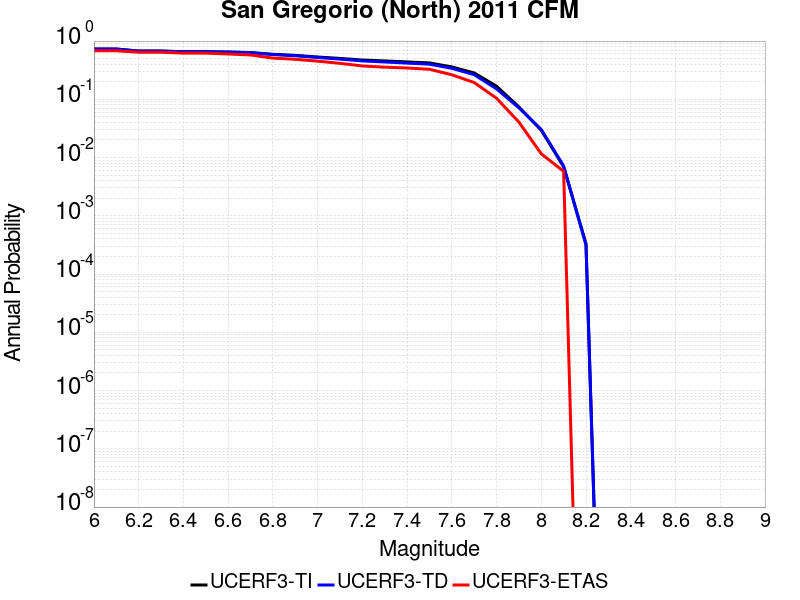 San Gregorio (North) 2011 CFM
10^0
10^-1
10^-2
10^-3
10^-4
10^-5
10^-6
10^-7
10^-8
Annual Probability
6 6.2 6.4 6.6 6.8 7 7.2 7.4 7.6 7.8 8 8.2 8.4 8.6 8.8 9
Magnitude
UCERF3-TI UCERF3-TD UCERF3-ETAS